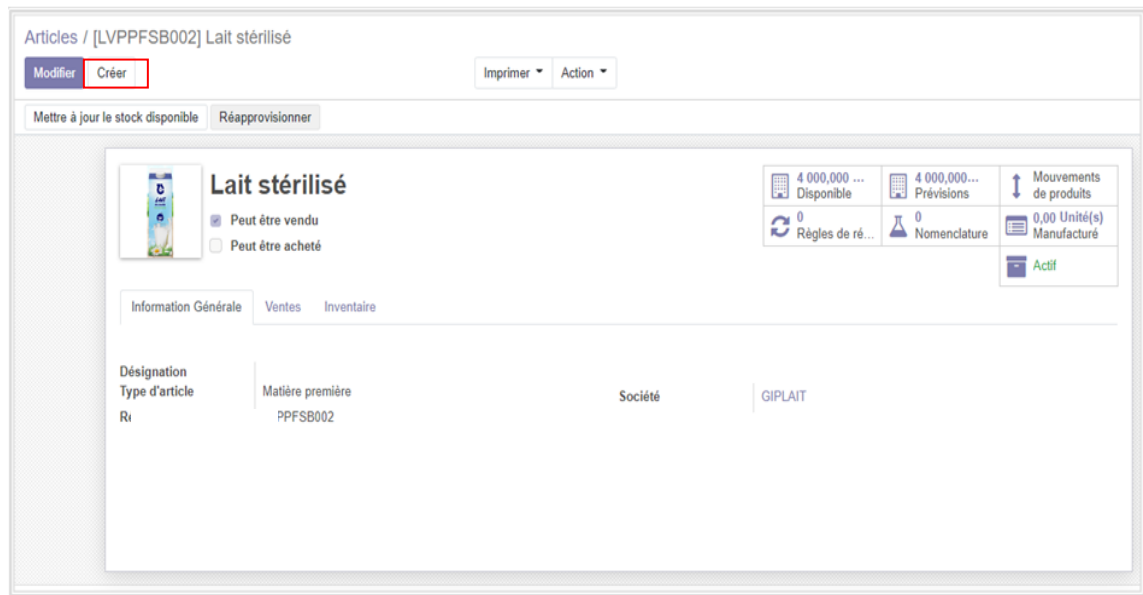 Articles / [LVPPFSB002] Lait stérilisé
Modifier Créer Imprimer Action
Mettre à jour le stock disponible Réapprovisionner
Lait stérilisé
Peut être vendu
Peut être acheté
4 000,000 ...
Disponible
4 000,000...
Prévisions
Mouvements
de produits
0
Règles de ré...
0
Nomenclature
0,00 Unité(s)
Manufacturé
Actif
Information Générale Ventes Inventaire
Désignation
Type d'article Matière première
Société GIPLAIT
PPFSB002